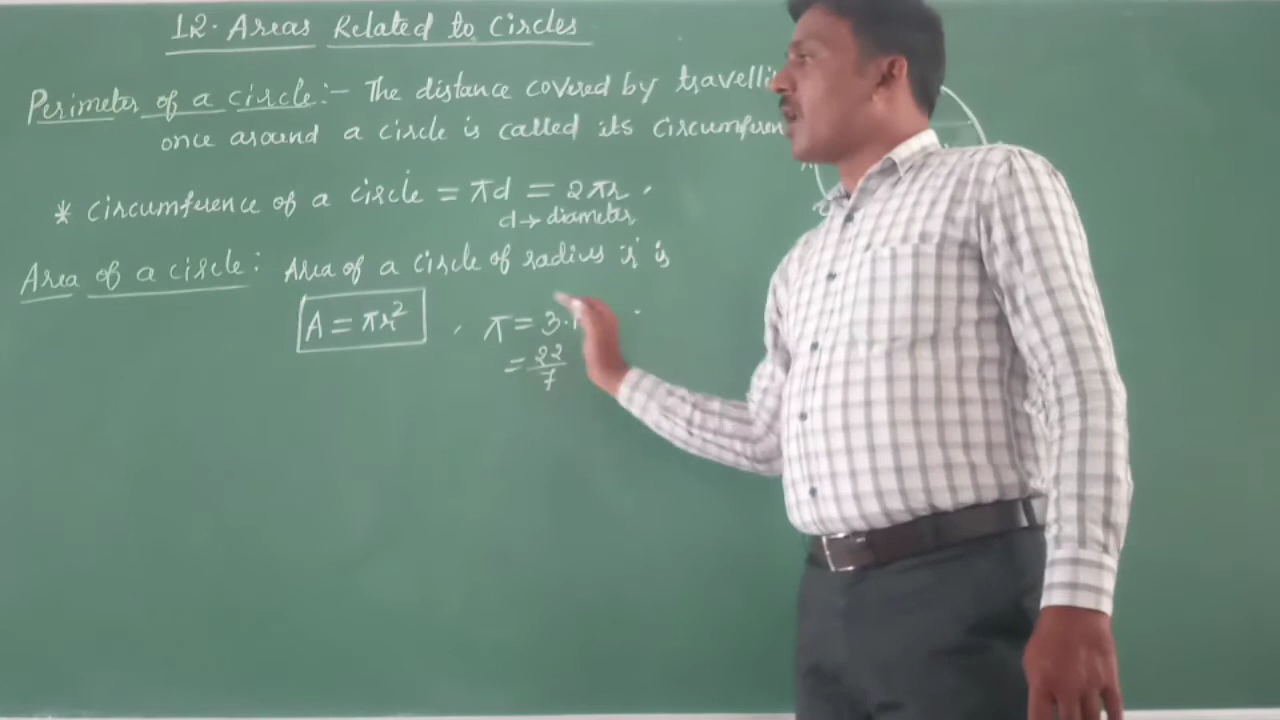 12. Areas Related to Circles
Perimeter of a circle:- The distance covered by travelli
once around a circle is called its circumferen
* circumference of a circle = πd = 2πr.
d → diameter
Area of a circle: Area of a circle of radius 'r' is
A = πr² , π = 3.1
= 22/7